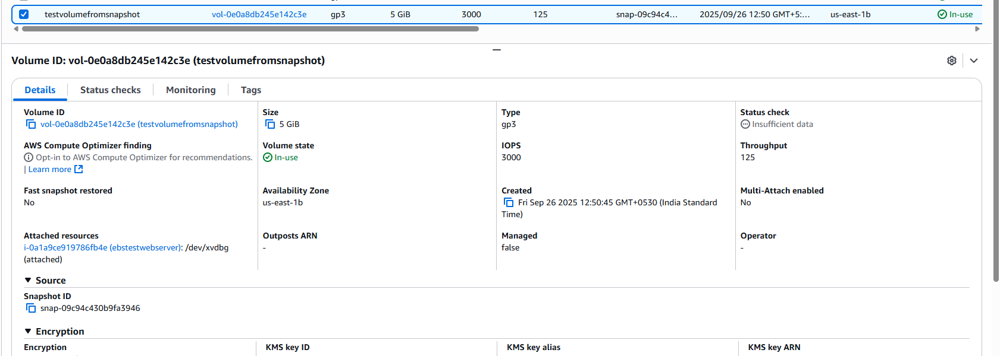 testvolumefromsnapshot vol-0e0a8db245e142c3e gp3 5 GiB 3000 125 snap-09c94c4... 2025/09/26 12:50 GMT+5:... us-east-1b In-use
Volume ID: vol-0e0a8db245e142c3e (testvolumefromsnapshot)
Details Status checks Monitoring Tags
Volume ID Size Type Status check
vol-0e0a8db245e142c3e (testvolumefromsnapshot) 5 GiB gp3 Insufficient data
AWS Compute Optimizer finding Volume state IOPS Throughput
Opt-in to AWS Compute Optimizer for recommendations. In-use 3000 125
| Learn more
Fast snapshot restored Availability Zone Created Multi-Attach enabled
No us-east-1b Fri Sep 26 2025 12:50:45 GMT+0530 (India Standard No
Time)
Attached resources Outposts ARN Managed Operator
i-0a1a9ce919786fb4e (ebstestwebserver): /dev/xvdbg - false -
(attached)
Source
Snapshot ID
snap-09c94c430b9fa3946
Encryption
Encryption KMS key ID KMS key alias KMS key ARN